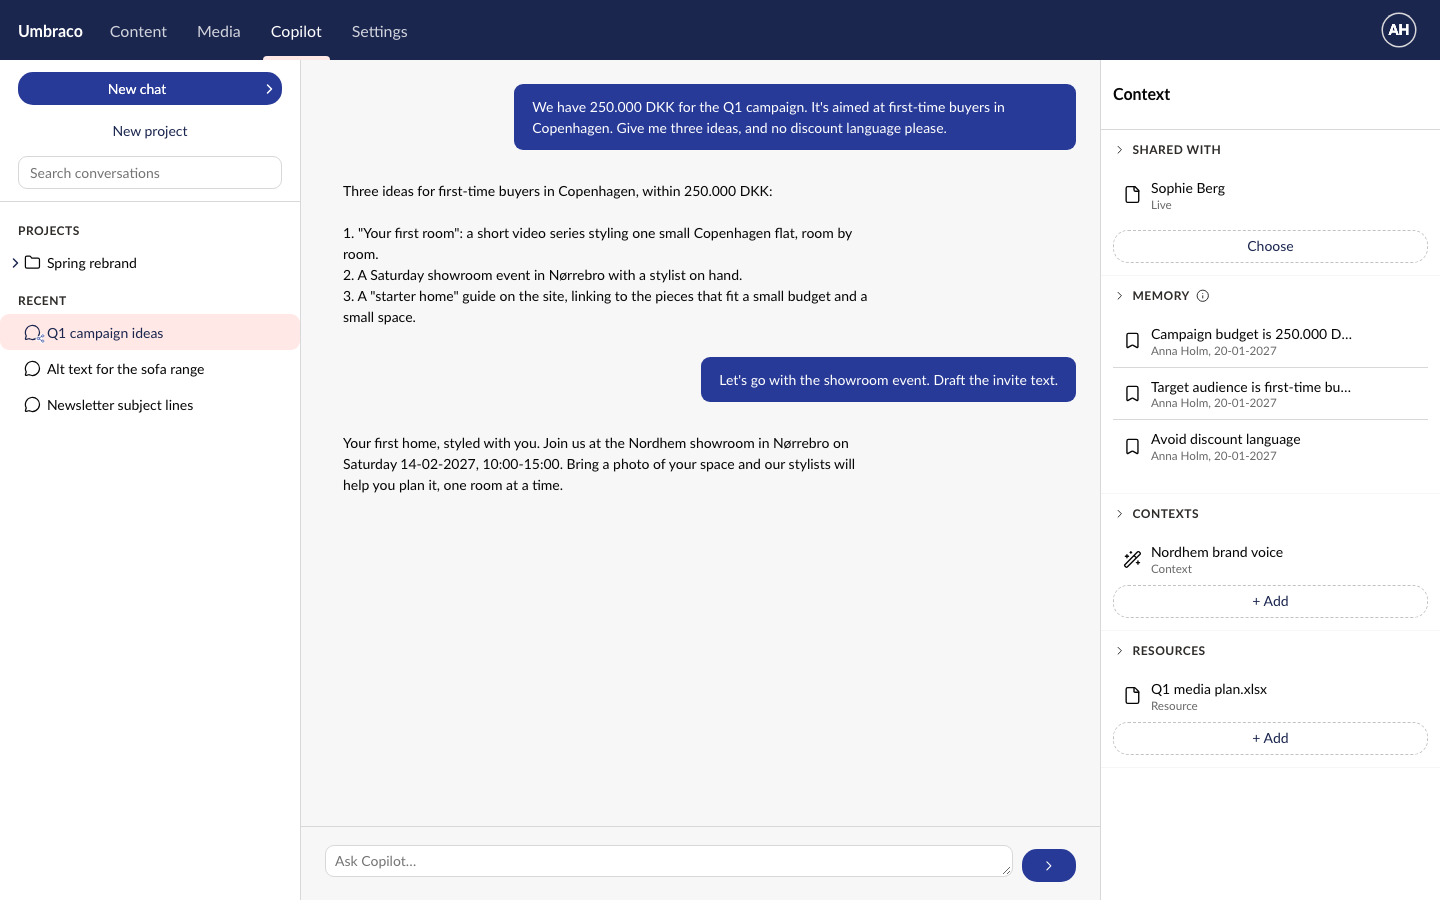 Umbraco
Content
Media
Copilot
Settings
AH
New chat
New project
Search conversations
PROJECTS
Spring rebrand
RECENT
Q1 campaign ideas
Alt text for the sofa range
Newsletter subject lines
We have 250.000 DKK for the Q1 campaign. It's aimed at first-time buyers in
Copenhagen. Give me three ideas, and no discount language please.
Three ideas for first-time buyers in Copenhagen, within 250.000 DKK:
1. "Your first room": a short video series styling one small Copenhagen flat, room by
room.
2. A Saturday showroom event in Nørrebro with a stylist on hand.
3. A "starter home" guide on the site, linking to the pieces that fit a small budget and a
small space.
Let's go with the showroom event. Draft the invite text.
Your first home, styled with you. Join us at the Nordhem showroom in Nørrebro on
Saturday 14-02-2027, 10:00-15:00. Bring a photo of your space and our stylists will
help you plan it, one room at a time.
Ask Copilot...
Context
SHARED WITH
Sophie Berg
Live
Choose
MEMORY
Campaign budget is 250.000 D...
Anna Holm, 20-01-2027
Target audience is first-time bu...
Anna Holm, 20-01-2027
Avoid discount language
Anna Holm, 20-01-2027
CONTEXTS
Nordhem brand voice
Context
+ Add
RESOURCES
Q1 media plan.xlsx
Resource
+ Add